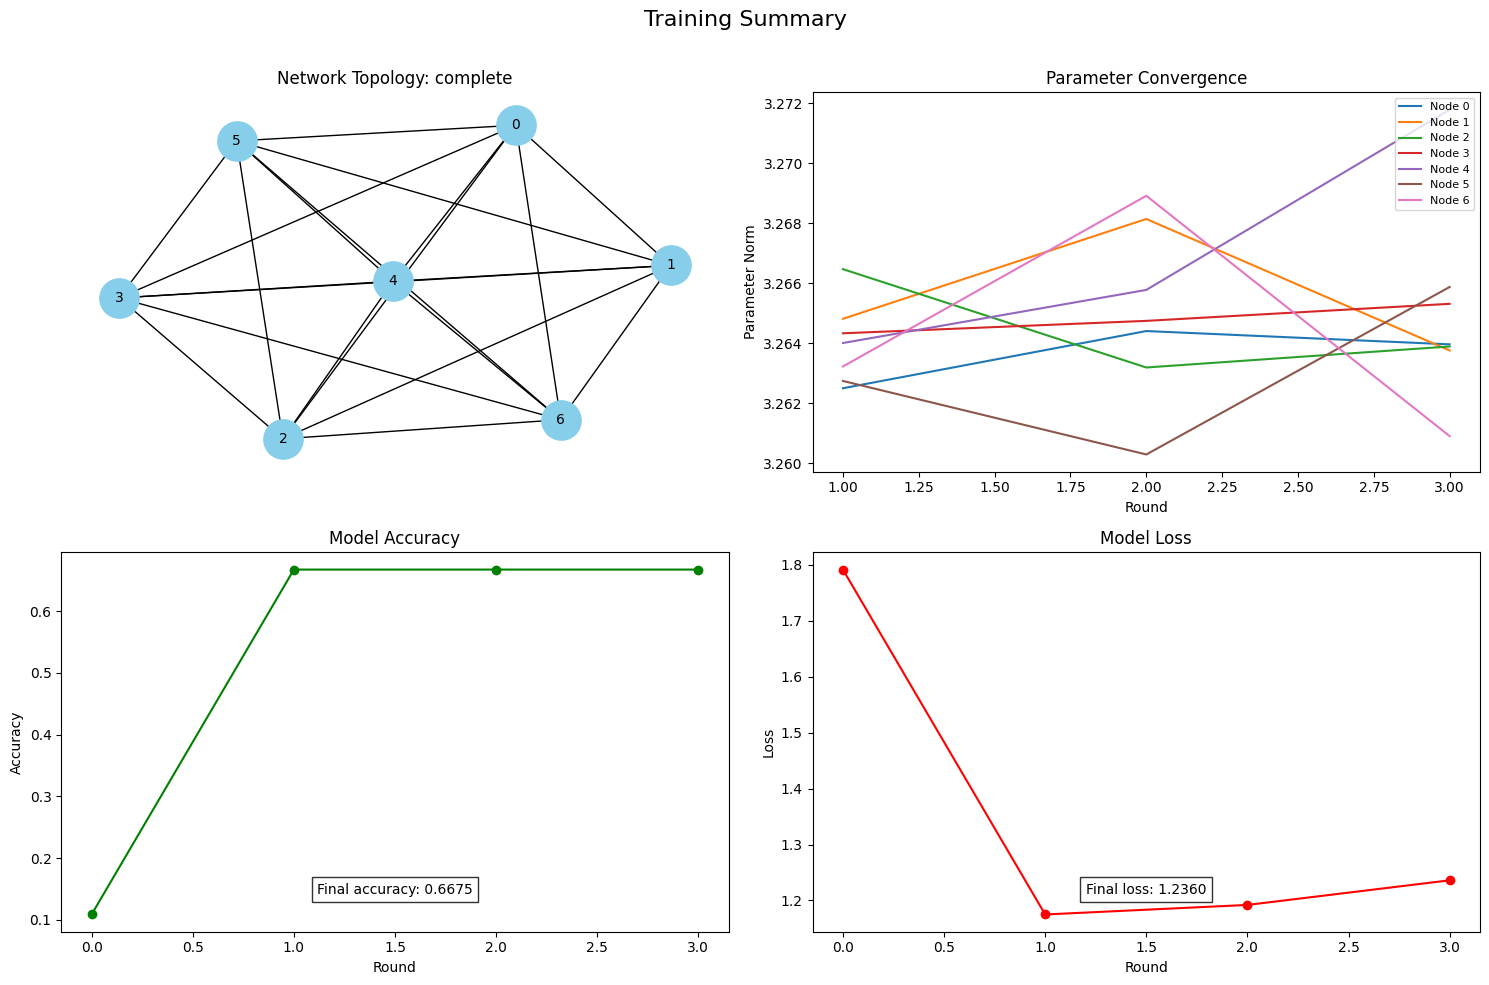 Training Summary
Network Topology: complete
5
0
1
4
3
6
2
Parameter Convergence
Parameter Norm
3.272
3.270
3.268
3.266
3.264
3.262
3.260
Node 0
Node 1
Node 2
Node 3
Node 4
Node 5
Node 6
1.00 1.25 1.50 1.75 2.00 2.25 2.50 2.75 3.00
Round
Model Accuracy
Accuracy
0.6
0.5
0.4
0.3
0.2
0.1
Final accuracy: 0.6675
0.0 0.5 1.0 1.5 2.0 2.5 3.0
Round
Model Loss
Loss
1.8
1.7
1.6
1.5
1.4
1.3
1.2
Final loss: 1.2360
0.0 0.5 1.0 1.5 2.0 2.5 3.0
Round